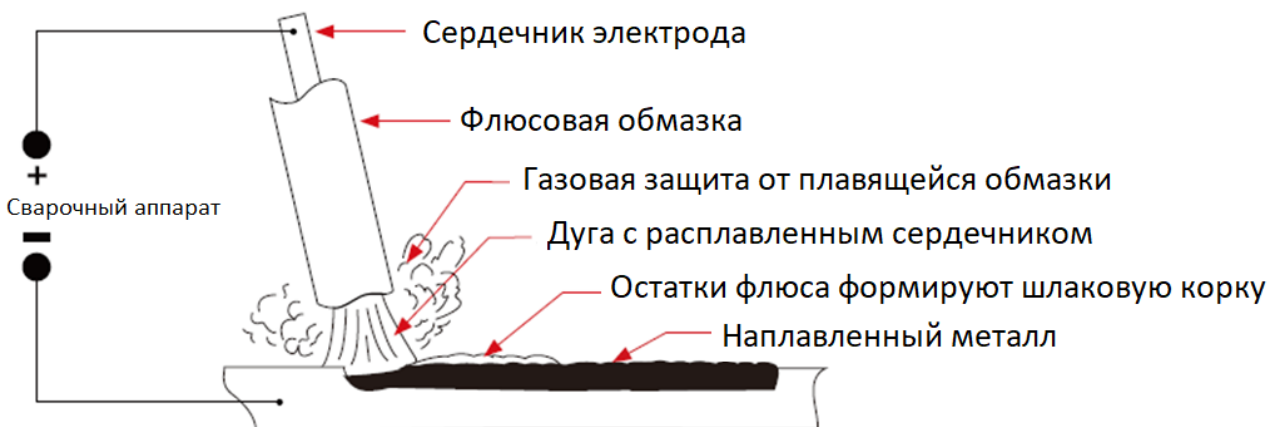 Сердечник электрода
Флюсовая обмазка
Газовая защита от плавящейся обмазки
+
Сварочный аппарат
−
Дуга с расплавленным сердечником
Остатки флюса формируют шлаковую корку
Наплавленный металл